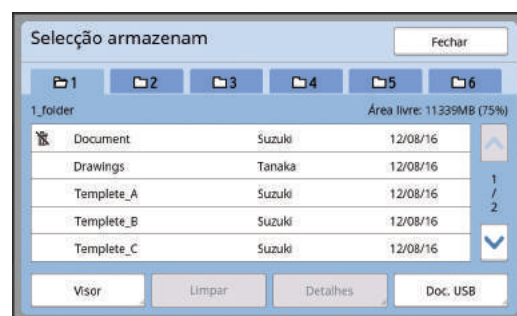 Selecção armazenam Fechar
1 2 3 4 5 6
1_folder Área livre: 11339MB (75%)
Document Suzuki 12/08/16
Drawings Tanaka 12/08/16
Templete_A Suzuki 12/08/16
Templete_B Suzuki 12/08/16
Templete_C Suzuki 12/08/16
1
/
2
Visor Limpar Detalhes Doc. USB